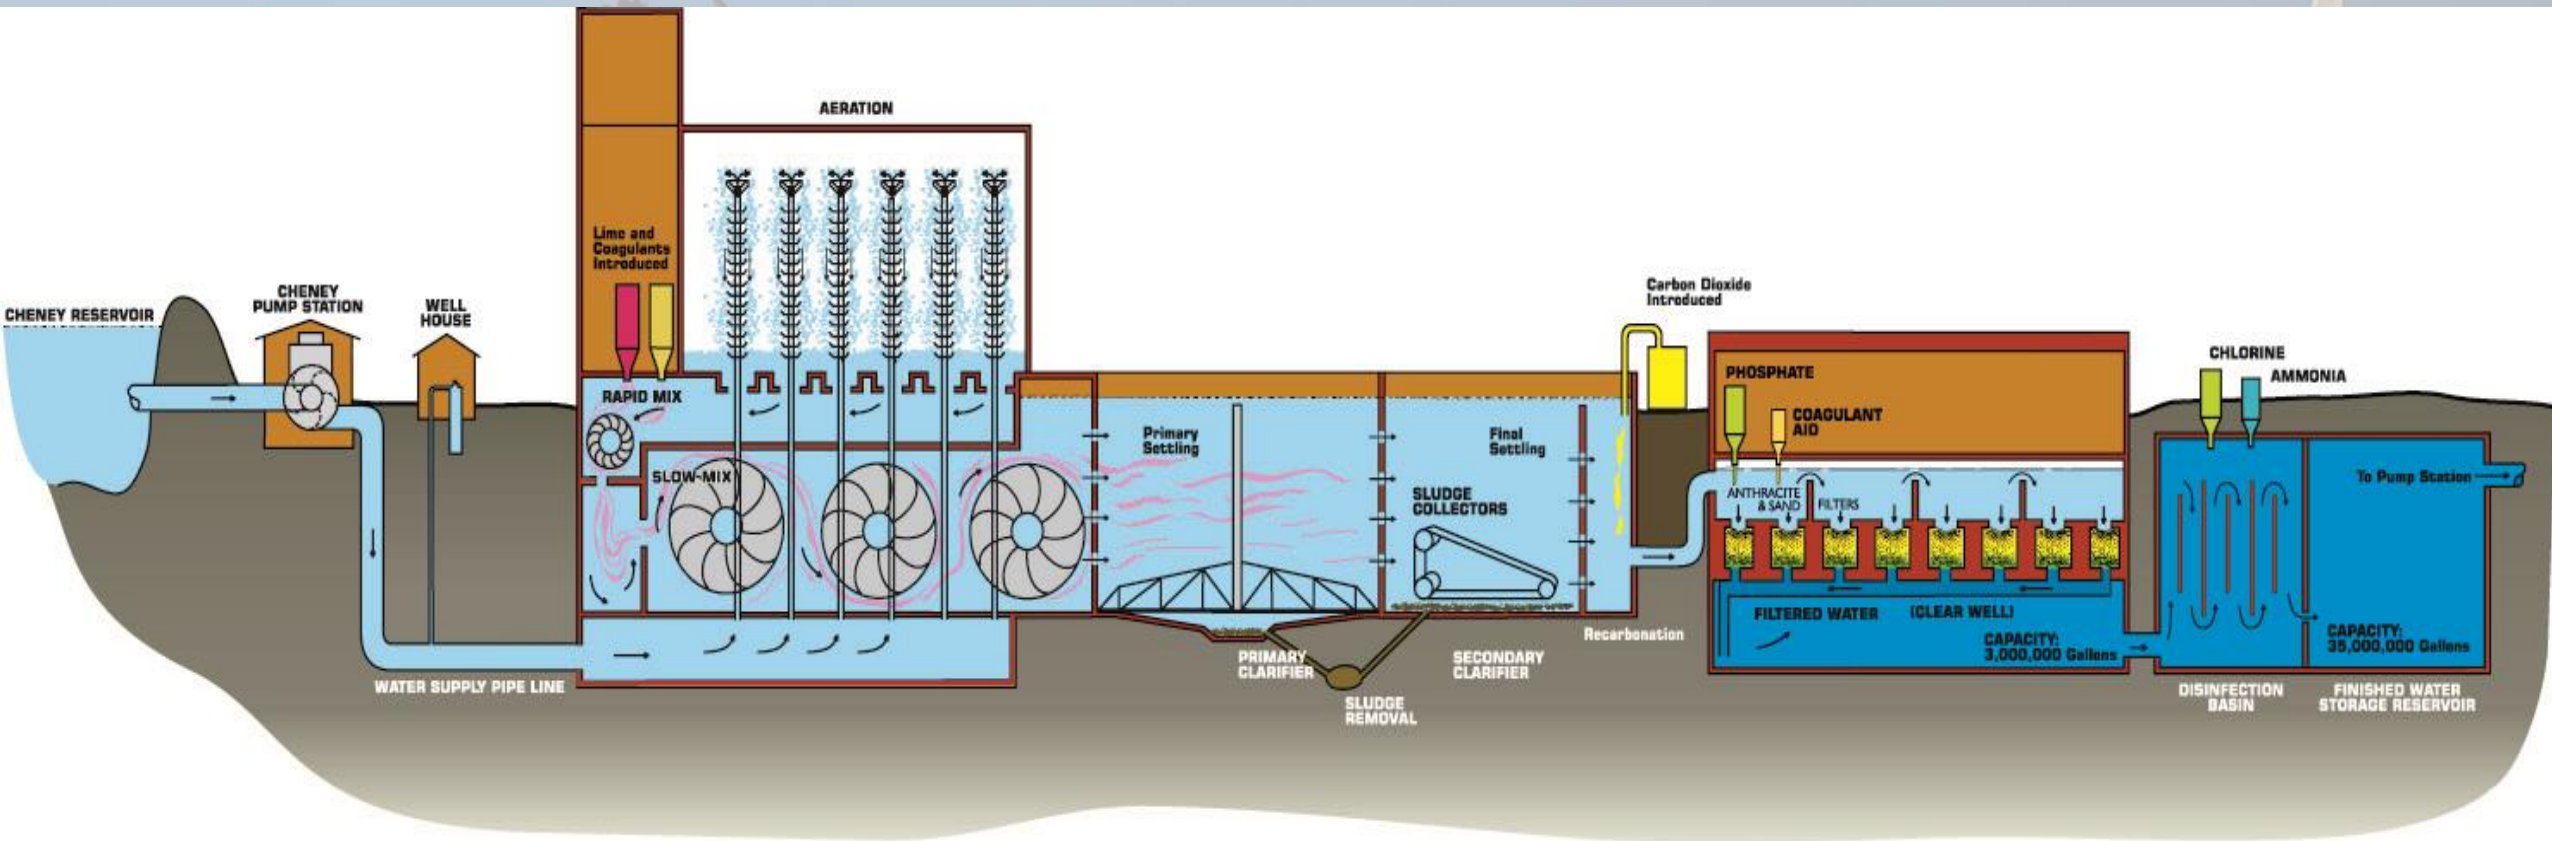 CHENEY RESERVOIR
CHENEY
PUMP STATION
WELL
HOUSE
WATER SUPPLY PIPE LINE
AERATION
Lime and
Coagulants
Introduced
RAPID MIX
SLOW-MIX
Primary
Settling
PRIMARY
CLARIFIER
SLUDGE
REMOVAL
Final
Settling
SLUDGE
COLLECTORS
SECONDARY
CLARIFIER
Carbon Dioxide
Introduced
Recarbonation
PHOSPHATE
COAGULANT
AID
ANTHRACITE
& SAND
FILTERS
FILTERED WATER (CLEAR WELL)
CAPACITY:
3,000,000 Gallons
CHLORINE
AMMONIA
DISINFECTION
BASIN
To Pump Station
CAPACITY:
35,000,000 Gallons
FINISHED WATER
STORAGE RESERVOIR